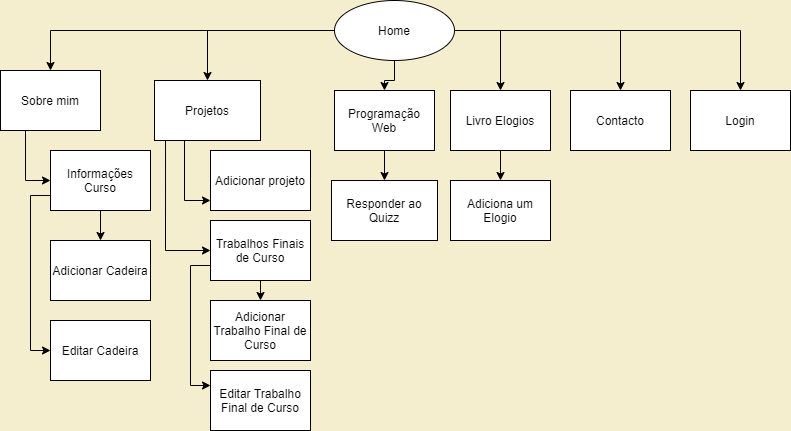 Home
Sobre mim
Projetos
Programação
Web
Livro Elogios
Contacto
Login
Informações
Curso
Adicionar projeto
Responder ao
Quizz
Adiciona um
Elogio
Adicionar Cadeira
Trabalhos Finais
de Curso
Editar Cadeira
Adicionar
Trabalho Final de
Curso
Editar Trabalho
Final de Curso